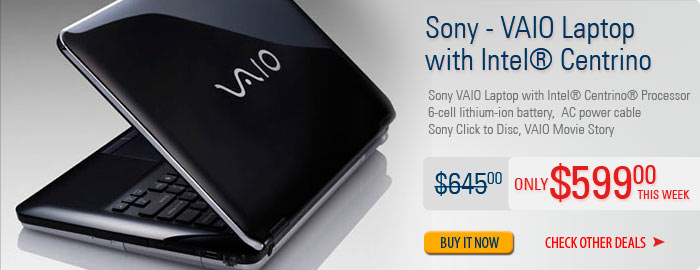 VAIO
Sony - VAIO Laptop
with Intel® Centrino
Sony VAIO Laptop with Intel® Centrino® Processor
6-cell lithium-ion battery,  AC power cable
Sony Click to Disc, VAIO Movie Story
$64500 ONLY $59900 THIS WEEK
BUY IT NOW CHECK OTHER DEALS